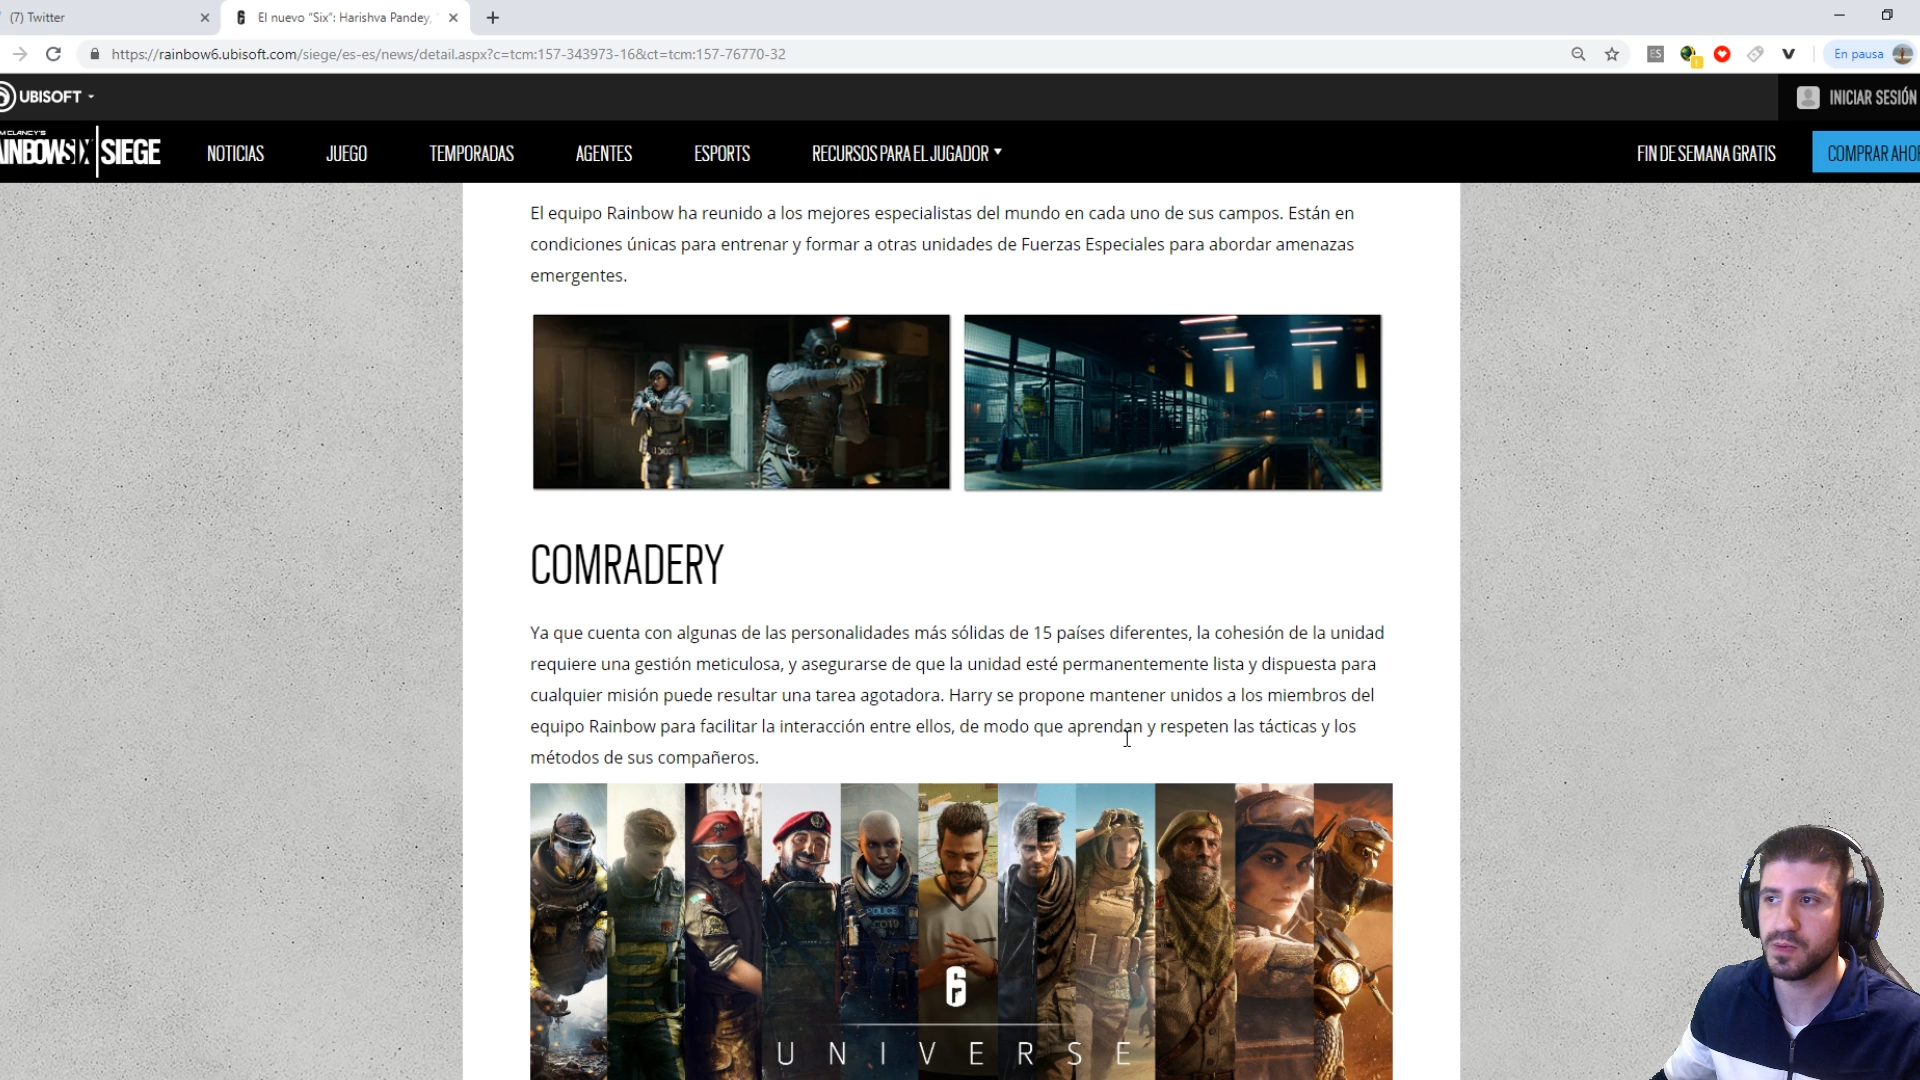 (7) Twitter
El nuevo “Six”: Harishva Pandey,
https://rainbow6.ubisoft.com/siege/es-es/news/detail.aspx?c=tcm:157-343973-16&ct=tcm:157-76770-32
En pausa
UBISOFT
INICIAR SESIÓN
SIEGE
NOTICIAS
JUEGO
TEMPORADAS
AGENTES
ESPORTS
RECURSOS PARA EL JUGADOR
FIN DE SEMANA GRATIS
COMPRAR AHO
El equipo Rainbow ha reunido a los mejores especialistas del mundo en cada uno de sus campos. Están en
condiciones únicas para entrenar y formar a otras unidades de Fuerzas Especiales para abordar amenazas
emergentes.
COMRADERY
Ya que cuenta con algunas de las personalidades más sólidas de 15 países diferentes, la cohesión de la unidad
requiere una gestión meticulosa, y asegurarse de que la unidad esté permanentemente lista y dispuesta para
cualquier misión puede resultar una tarea agotadora. Harry se propone mantener unidos a los miembros del
equipo Rainbow para facilitar la interacción entre ellos, de modo que aprendan y respeten las tácticas y los
métodos de sus compañeros.
POLICE
CO19
6
UNIVERSE